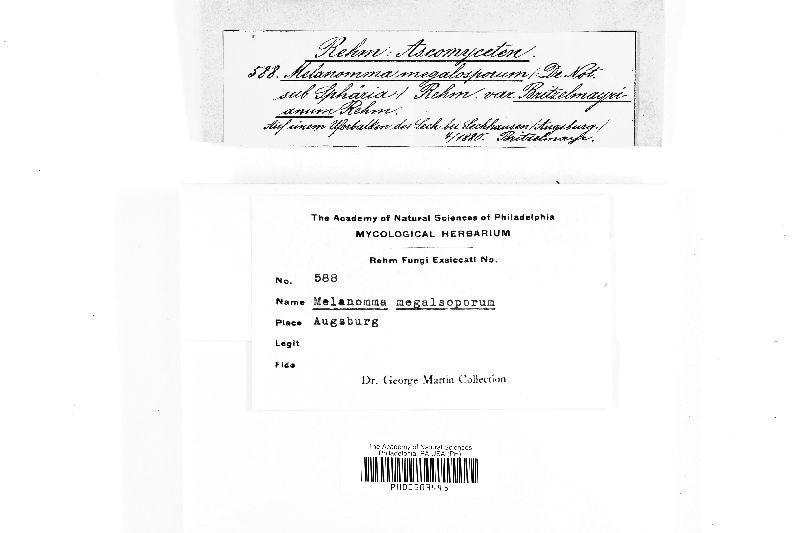 Rehm: Ascomyceten.
588. Melanomma megalosporum (De Not.
sub Sphäria) Rehm var. Britzelmayri-
anum Rehm.
Auf einem Uferbalken des Lech bei Lechhausen (Augsburg.)
4/1880. Britzelmayr.
The Academy of Natural Sciences of Philadelphia
MYCOLOGICAL HERBARIUM
Rehm Fungi Exsiccati No.
No. 588
Name Melanomma megalsoporum
Place Augsburg
Legit
Fide
Dr. George Martin Collection
The Academy of Natural Sciences
Philadelphia, PA USA (PH)